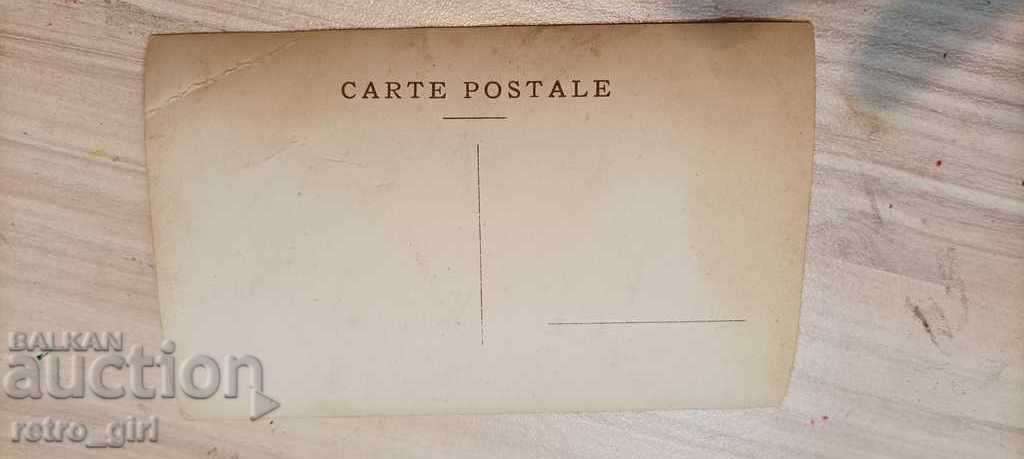 CARTE POSTALE
BALKAN
auction
retro_girl